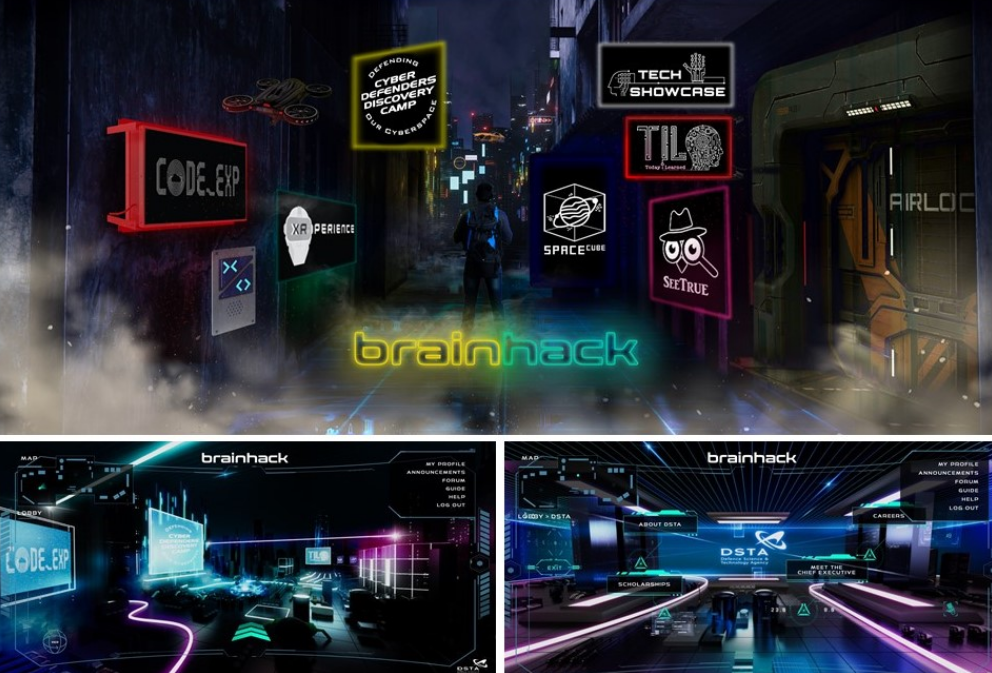 DEFENDING
CYBER
DEFENDERS
DISCOVERY
CAMP
OUR CYBERSPACE
TECH
SHOWCASE
TIL
Today I Learned
CODE_EXP
XRPERIENCE
SPACECUBE
SEETRUE
AIRLOC
brainhack
MAP
brainhack
MY PROFILE
ANNOUNCEMENTS
FORUM
GUIDE
HELP
LOG OUT
LOBBY
CODE_EXP
DEFENDING
CYBER
DEFENDERS
DISCOVERY
CAMP
TIL
DSTA
MAP
brainhack
MY PROFILE
ANNOUNCEMENTS
FORUM
GUIDE
HELP
LOG OUT
LOBBY > DSTA
ABOUT DSTA
CAREERS
DSTA
Defence Science &
Technology Agency
EXIT
MEET THE
CHIEF EXECUTIVE
SCHOLARSHIPS